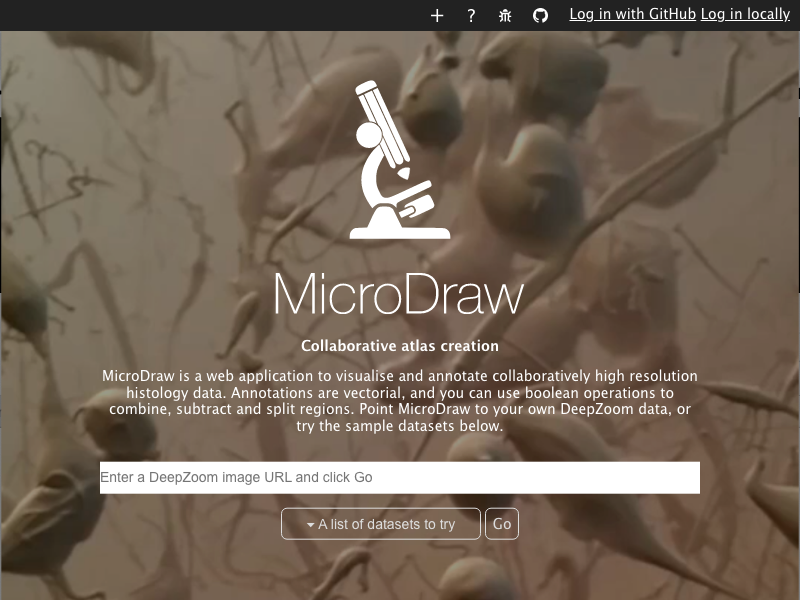 + ? Log in with GitHub Log in locally
MicroDraw
Collaborative atlas creation
MicroDraw is a web application to visualise and annotate collaboratively high resolution
histology data. Annotations are vectorial, and you can use boolean operations to
combine, subtract and split regions. Point MicroDraw to your own DeepZoom data, or
try the sample datasets below.
Enter a DeepZoom image URL and click Go
A list of datasets to try Go